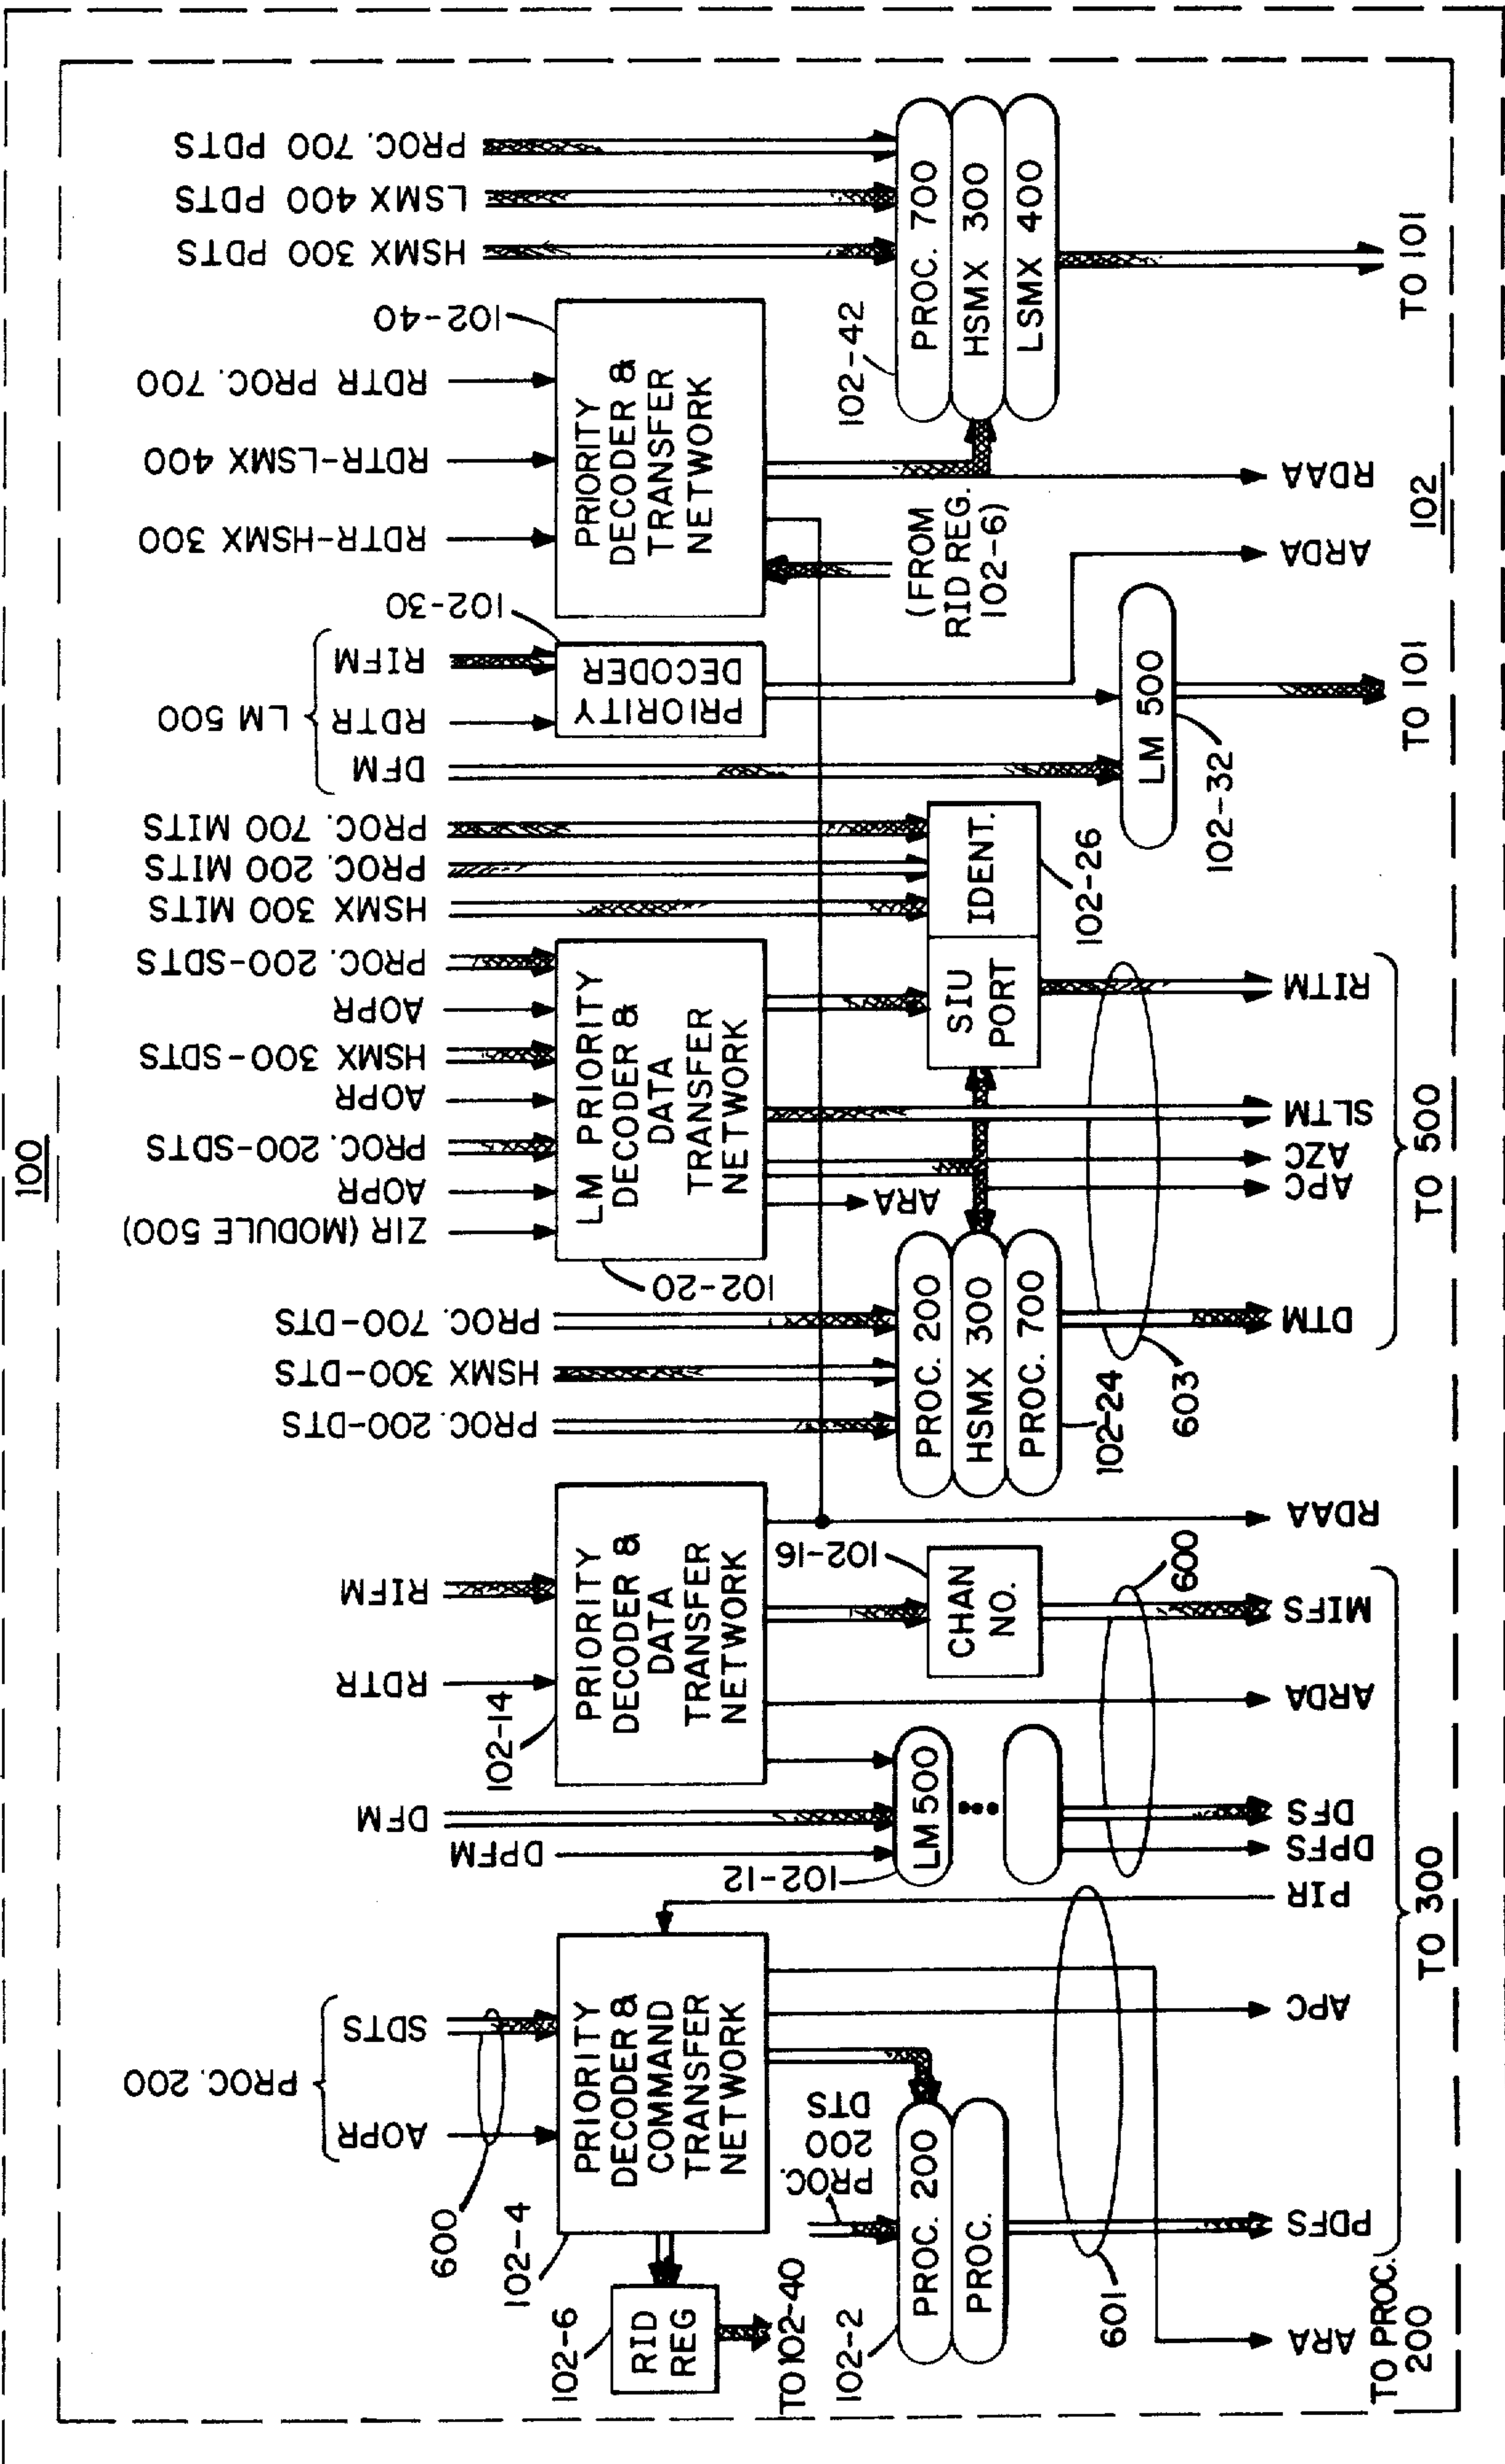 100
PROC. 200
AOPR
SDTS
600
102-4
PRIORITY
DECODER &
COMMAND
TRANSFER
NETWORK
102-6
RID
REG
TO 102-40
PROC.
200
DTS
102-2
PROC. 200
PROC.
601
ARA
TO PROC.
200
PDFS
APC
PIR
DPFM
DFM
RDTR
RIFM
102-14
PRIORITY
DECODER &
DATA
TRANSFER
NETWORK
102-12
LM 500
102-16
CHAN
NO.
600
DPFS
DFS
ARDA
MIFS
RDAA
TO 300
PROC. 200-DTS
HSMX 300-DTS
PROC. 700-DTS
ZIR (MODULE 500)
AOPR
PROC. 200-SDTS
AOPR
HSMX 300-SDTS
AOPR
PROC. 200-SDTS
HSMX 300 MITS
PROC. 200 MITS
PROC. 700 MITS
102-20
LM PRIORITY
DECODER &
DATA
TRANSFER
NETWORK
ARA
PROC. 200
HSMX 300
PROC. 700
102-24
603
SIU
PORT
IDENT.
102-26
DTM
APC
AZC
SLTM
RITM
TO 500
LM 500
DFM
RDTR
RIFM
102-30
PRIORITY
DECODER
LM 500
102-32
TO 101
ARDA
RDTR-HSMX 300
RDTR-LSMX 400
RDTR PROC. 700
102-40
PRIORITY
DECODER &
TRANSFER
NETWORK
(FROM
RID REG.
102-6)
RDAA
HSMX 300 PDTS
LSMX 400 PDTS
PROC. 700 PDTS
102-42
PROC. 700
HSMX 300
LSMX 400
TO 101
102